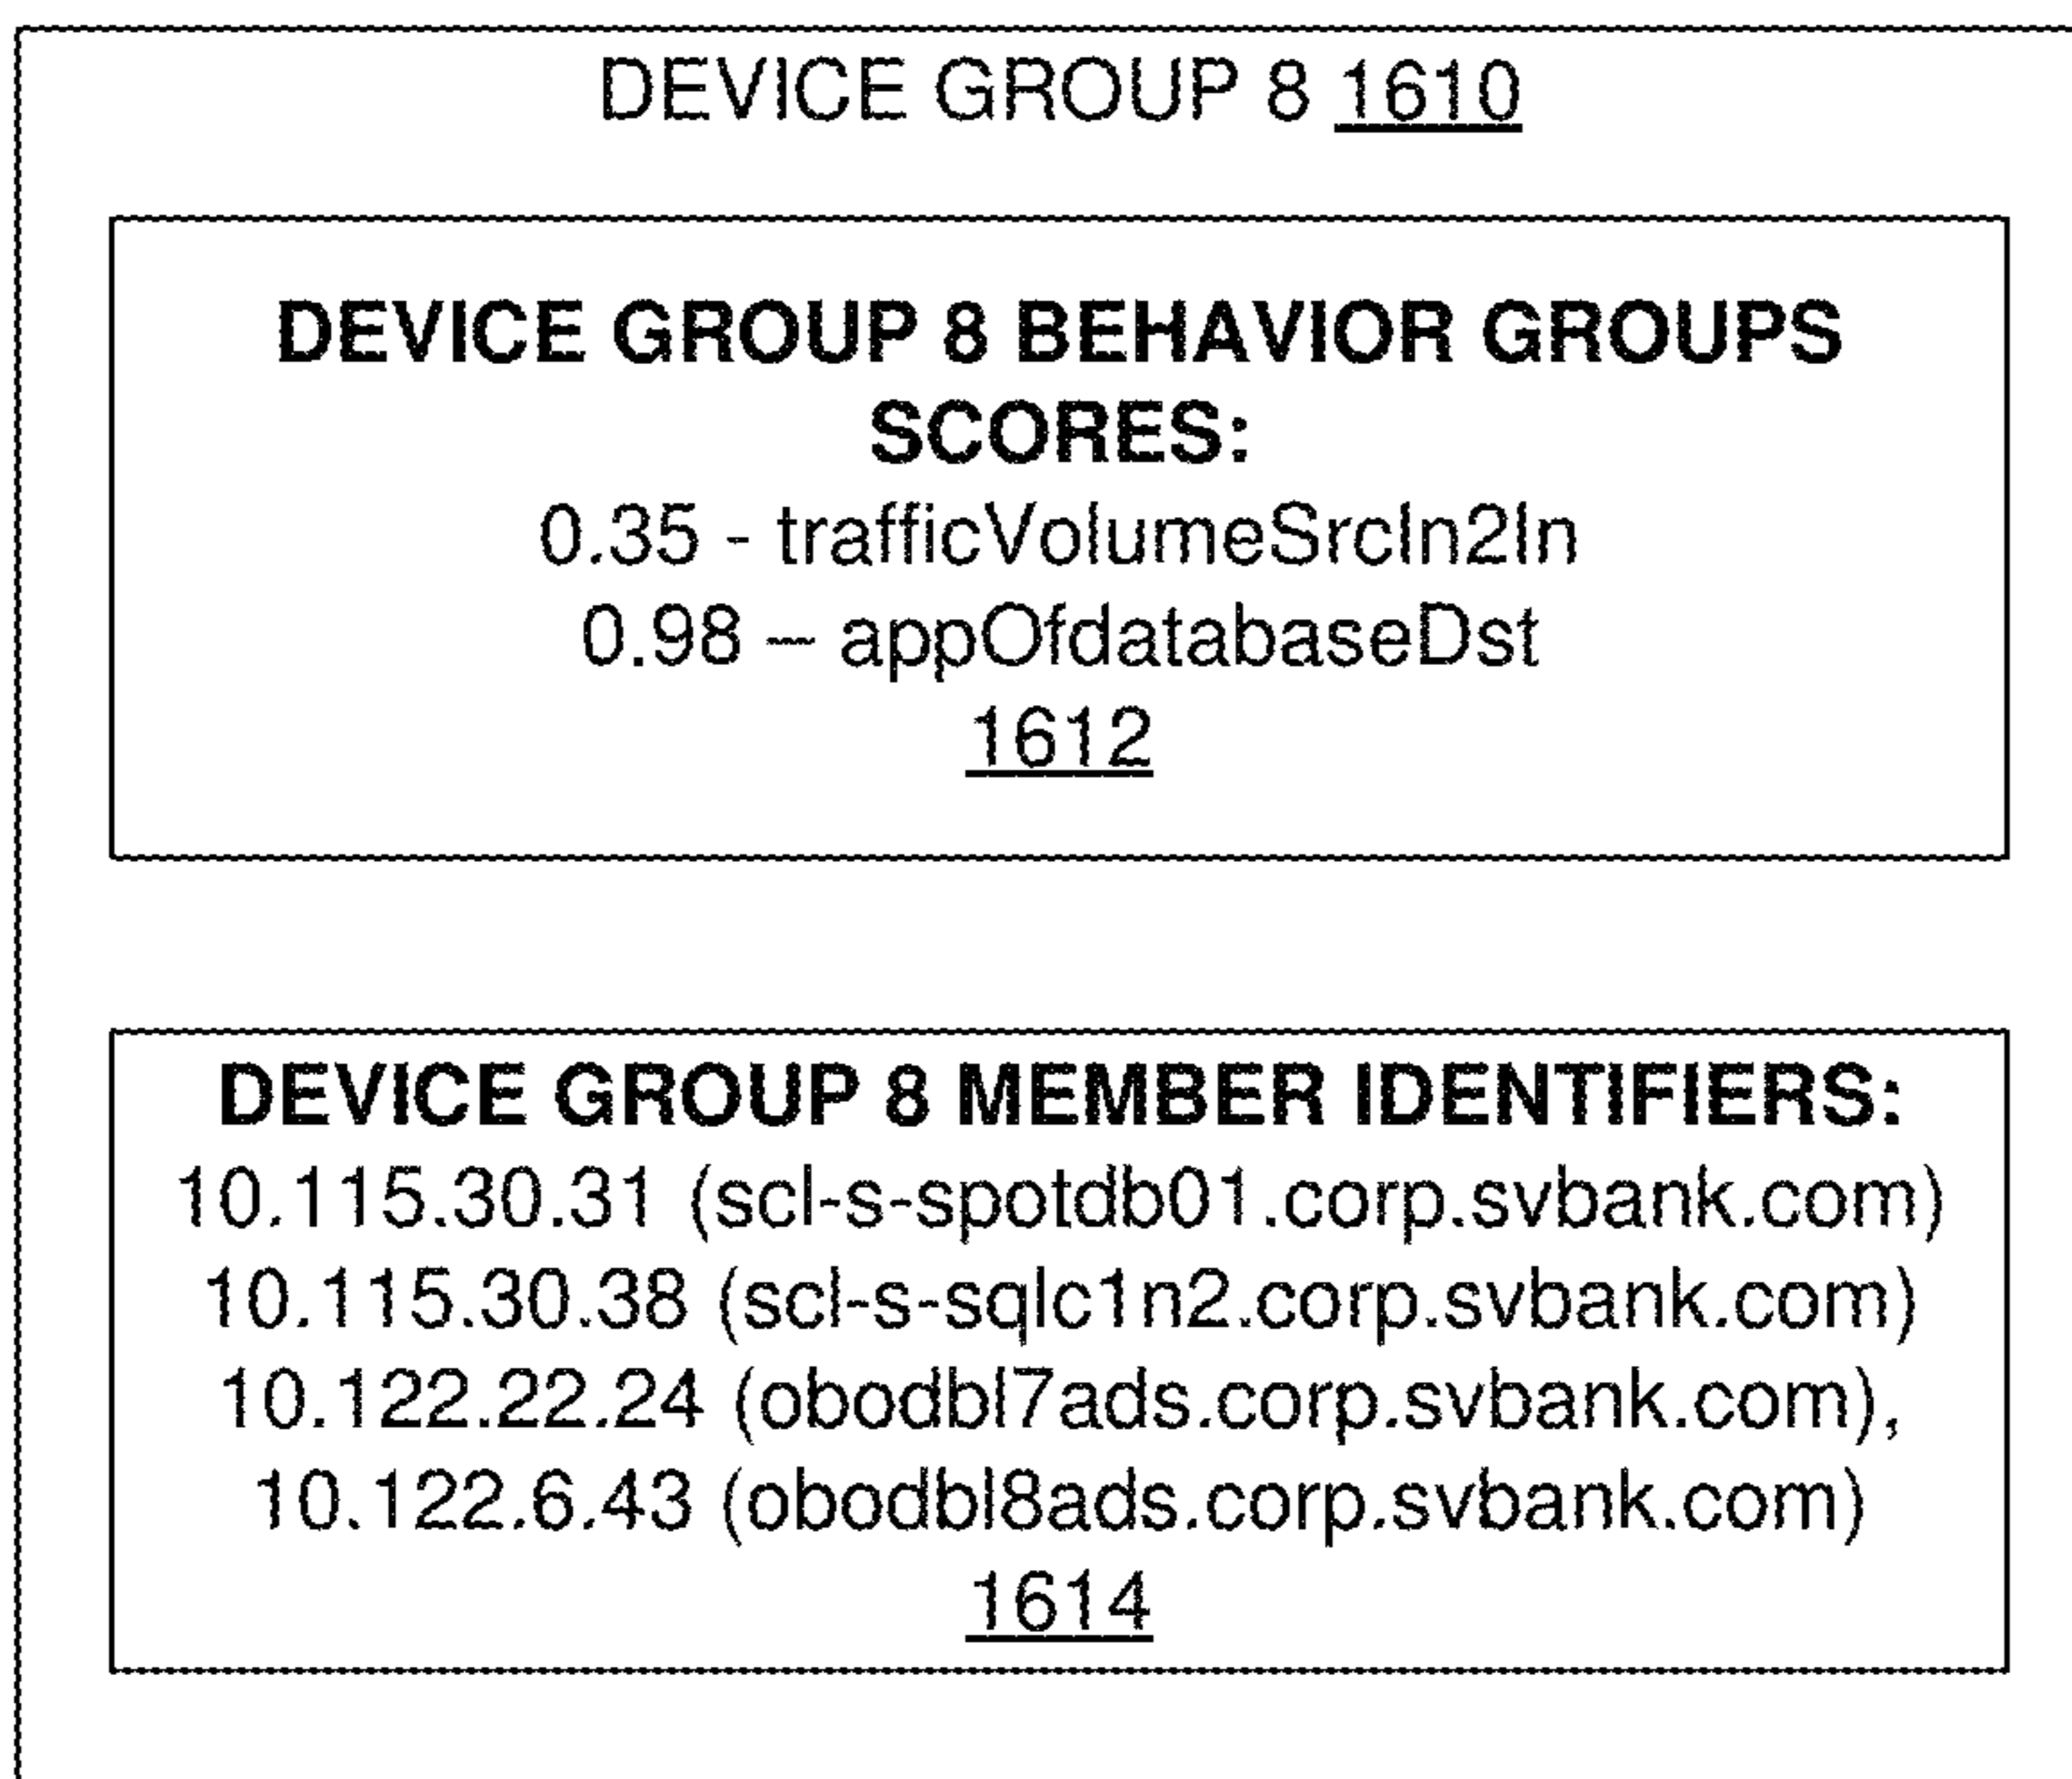 DEVICE GROUP 8 1610
DEVICE GROUP 8 BEHAVIOR GROUPS
SCORES:
0.35 - trafficVolumeSrcIn2In
0.98 – appOfdatabaseDst
1612
DEVICE GROUP 8 MEMBER IDENTIFIERS:
10.115.30.31 (scl-s-spotdb01.corp.svbank.com)
10.115.30.38 (scl-s-sqlc1n2.corp.svbank.com)
10.122.22.24 (obodbl7ads.corp.svbank.com),
10.122.6.43 (obodbl8ads.corp.svbank.com)
1614